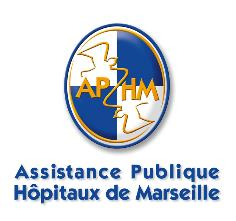 AP HM
Assistance Publique
Hôpitaux de Marseille